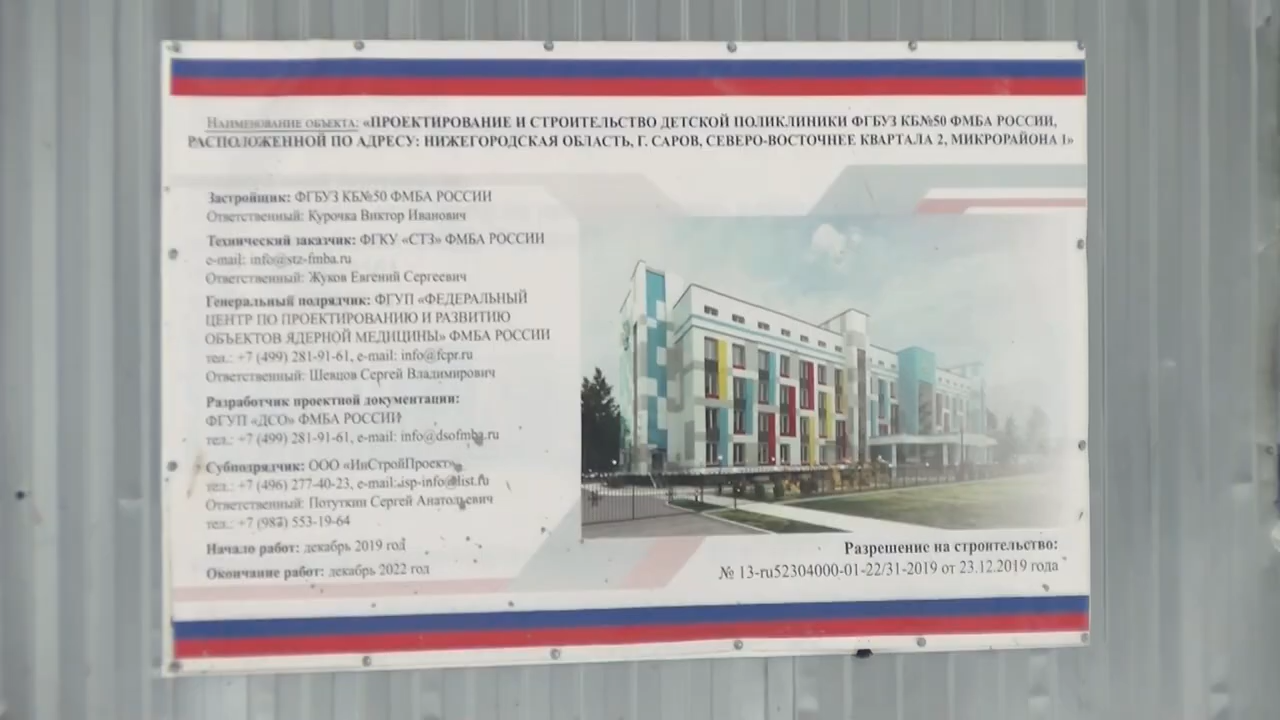 Наименование объекта: «ПРОЕКТИРОВАНИЕ И СТРОИТЕЛЬСТВО ДЕТСКОЙ ПОЛИКЛИНИКИ ФГБУЗ КБ№50 ФМБА РОССИИ,
РАСПОЛОЖЕННОЙ ПО АДРЕСУ: НИЖЕГОРОДСКАЯ ОБЛАСТЬ, Г. САРОВ, СЕВЕРО-ВОСТОЧНЕЕ КВАРТАЛА 2, МИКРОРАЙОНА 1»
Застройщик: ФГБУЗ КБ№50 ФМБА РОССИИ
Ответственный: Курочка Виктор Иванович
Технический заказчик: ФГКУ «СТЗ» ФМБА РОССИИ
e-mail: info@stz-fmba.ru
Ответственный: Жуков Евгений Сергеевич
Генеральный подрядчик: ФГУП «ФЕДЕРАЛЬНЫЙ
ЦЕНТР ПО ПРОЕКТИРОВАНИЮ И РАЗВИТИЮ
ОБЪЕКТОВ ЯДЕРНОЙ МЕДИЦИНЫ» ФМБА РОССИИ
тел.: +7 (499) 281-91-61, e-mail: info@fcpr.ru
Ответственный: Шевцов Сергей Владимирович
Разработчик проектной документации:
ФГУП «ДСО» ФМБА РОССИИ
тел.: +7 (499) 281-91-61, e-mail: info@dsofmba.ru
Субподрядчик: ООО «ИнСтройПроект»
тел.: +7 (496) 277-40-23, e-mail: isp-info@list.ru
Ответственный: Потуткин Сергей Анатольевич
тел.: +7 (987) 553-19-64
Начало работ: декабрь 2019 год
Окончание работ: декабрь 2022 год
Разрешение на строительство:
№ 13-ru52304000-01-22/31-2019 от 23.12.2019 года